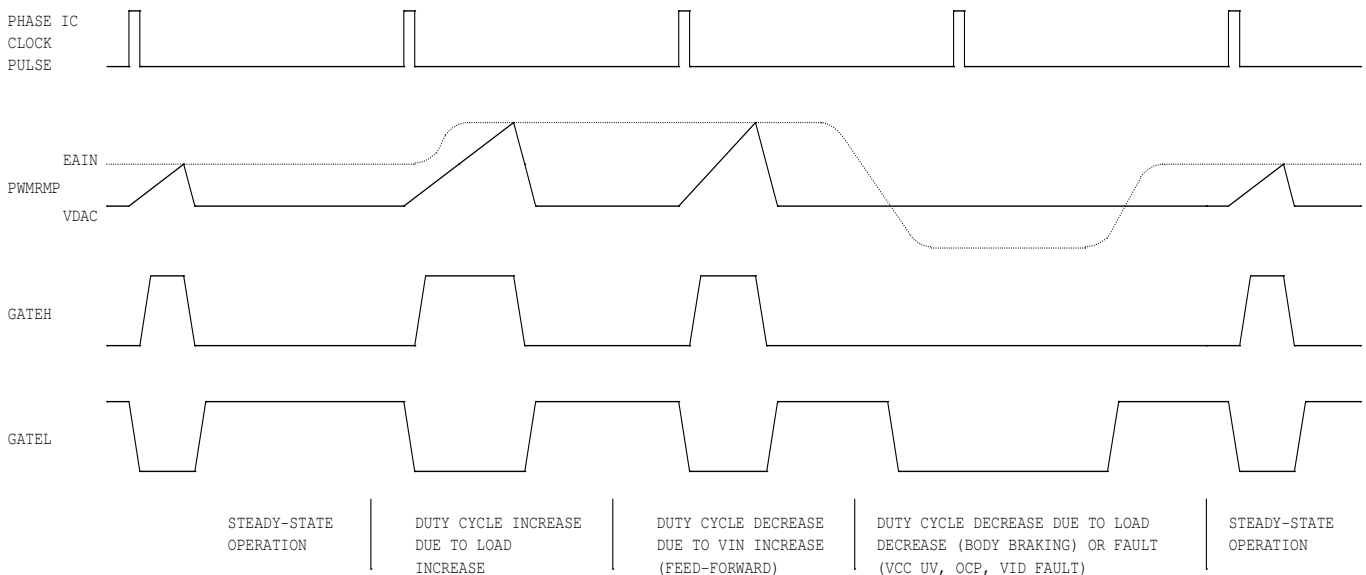 PHASE IC
CLOCK
PULSE
EAIN
PWMRMP
VDAC
GATEH
GATEL
STEADY-STATE
OPERATION
DUTY CYCLE INCREASE
DUE TO LOAD
INCREASE
DUTY CYCLE DECREASE
DUE TO VIN INCREASE
(FEED-FORWARD)
DUTY CYCLE DECREASE DUE TO LOAD
DECREASE (BODY BRAKING) OR FAULT
(VCC UV, OCP, VID FAULT)
STEADY-STATE
OPERATION